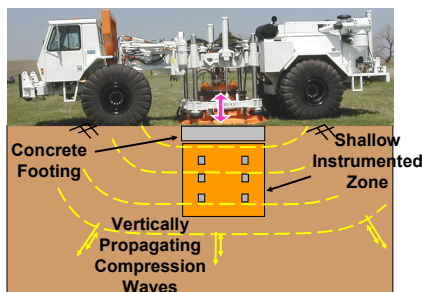 Concrete
Footing
Shallow
Instrumented
Zone
Vertically
Propagating
Compression
Waves